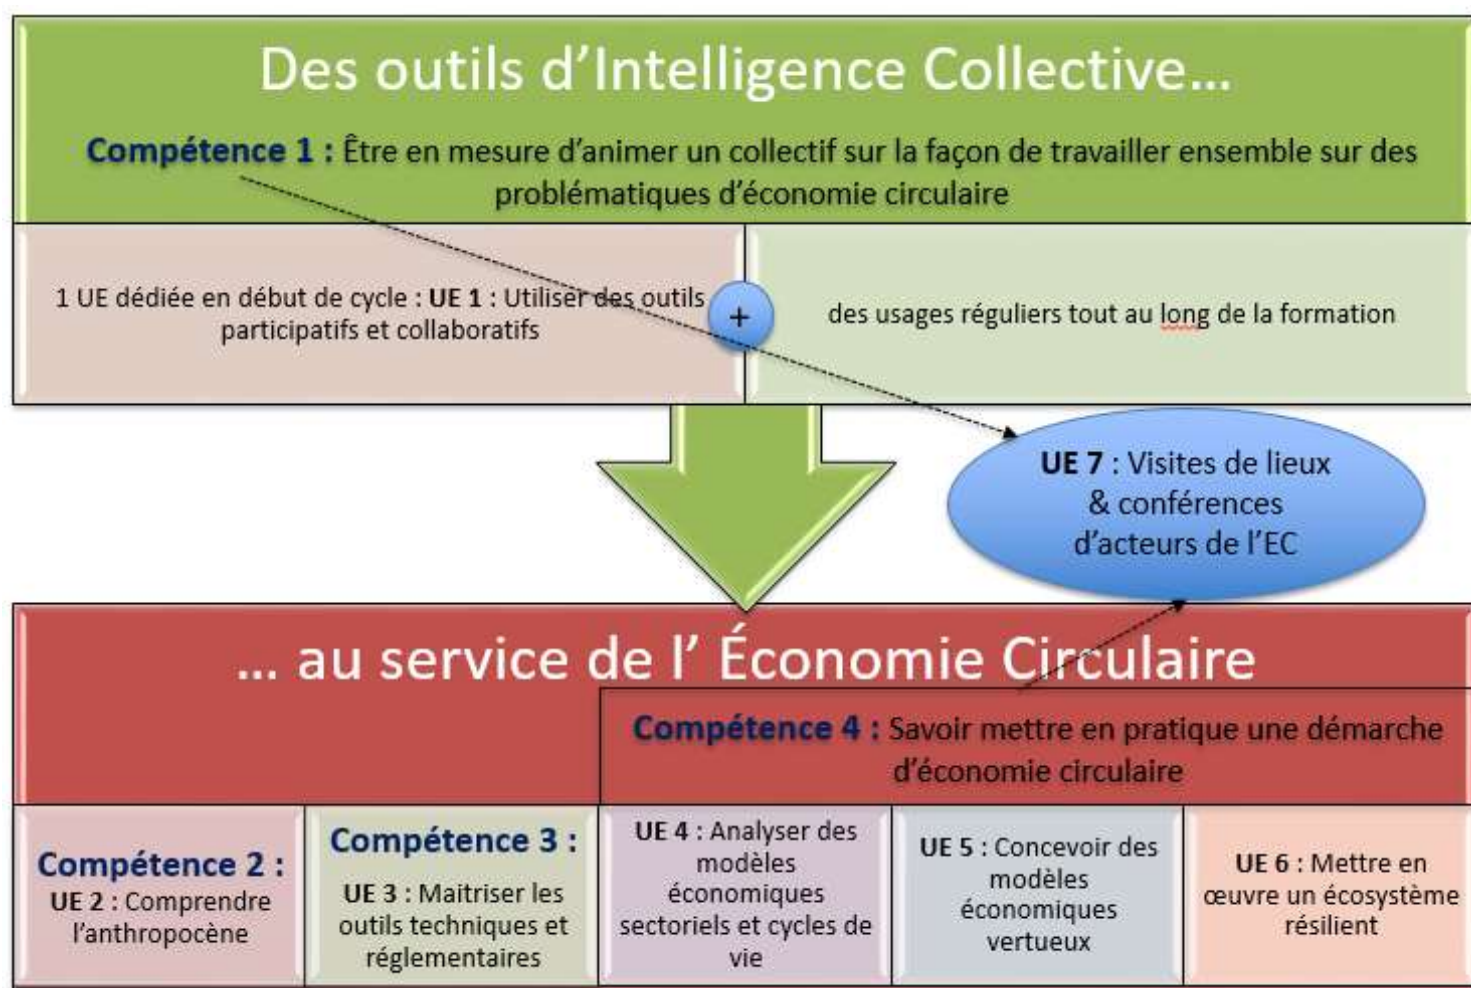 Des outils d’Intelligence Collective…
Compétence 1 : Être en mesure d’animer un collectif sur la façon de travailler ensemble sur des
problématiques d’économie circulaire
1 UE dédiée en début de cycle : UE 1 : Utiliser des outils
participatifs et collaboratifs
+
des usages réguliers tout au long de la formation
UE 7 : Visites de lieux
& conférences
d’acteurs de l’EC
… au service de l’ Économie Circulaire
Compétence 4 : Savoir mettre en pratique une démarche
d’économie circulaire
Compétence 2 :
UE 2 : Comprendre
l’anthropocène
Compétence 3 :
UE 3 : Maitriser les
outils techniques et
réglementaires
UE 4 : Analyser des
modèles
économiques
sectoriels et cycles de
vie
UE 5 : Concevoir des
modèles
économiques
vertueux
UE 6 : Mettre en
œuvre un écosystème
résilient